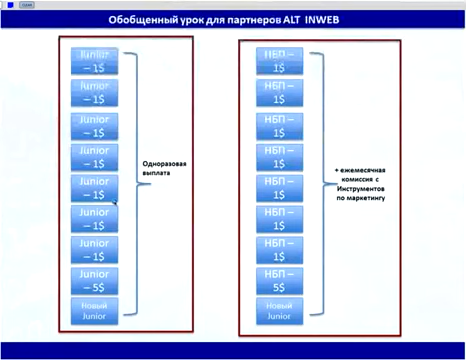 Обобщенный урок для партнеров ALT INWEB
Junior
– 1$
Junior
– 1$
Junior
– 1$
Junior
– 1$
Junior
– 1$
Junior
– 1$
Junior
– 1$
Junior
– 5$
Новый
Junior
Одноразовая
выплата
НБП –
1$
НБП –
1$
НБП –
1$
НБП –
1$
НБП –
1$
НБП –
1$
НБП –
1$
НБП –
5$
Новый
Junior
+ ежемесячная
комиссия с
Инструментов
по маркетингу